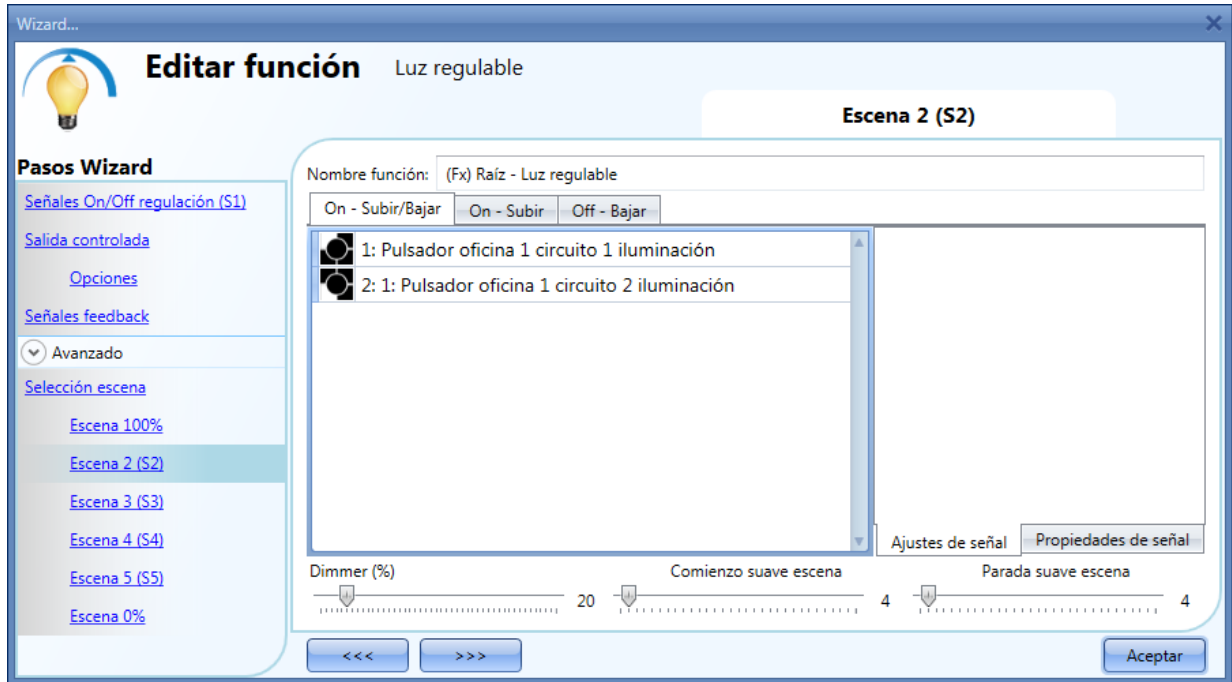 Wizard...
Editar función Luz regulable
Escena 2 (S2)
Pasos Wizard
Señales On/Off regulación (S1)
Salida controlada
Opciones
Señales feedback
Avanzado
Selección escena
Escena 100%
Escena 2 (S2)
Escena 3 (S3)
Escena 4 (S4)
Escena 5 (S5)
Escena 0%
Nombre función: (Fx) Raíz - Luz regulable
On - Subir/Bajar On - Subir Off - Bajar
1: Pulsador oficina 1 circuito 1 iluminación
2: 1: Pulsador oficina 1 circuito 2 iluminación
Ajustes de señal Propiedades de señal
Dimmer (%) Comienzo suave escena Parada suave escena
20 4 4
<<< >>> Aceptar